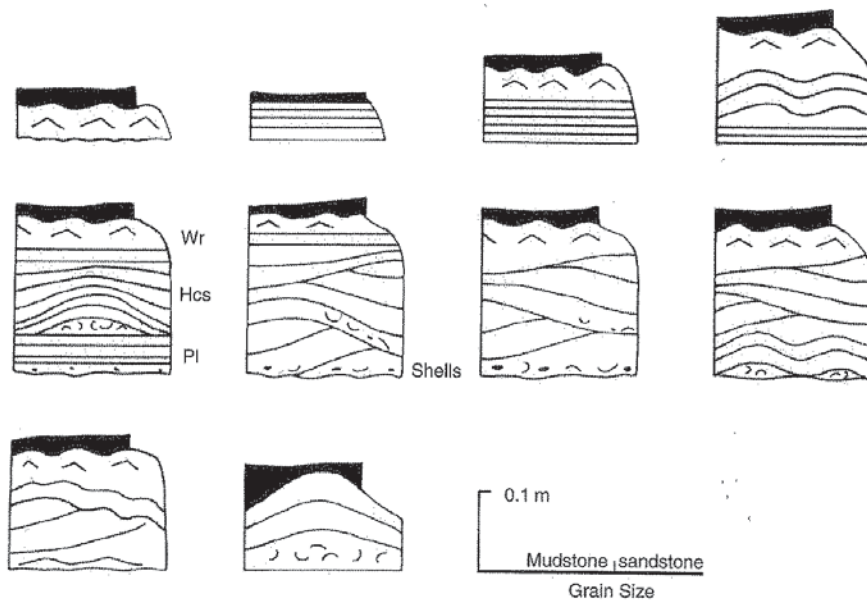 Wr
Hcs
Pl
Shells
0.1 m
Mudstone sandstone
Grain Size